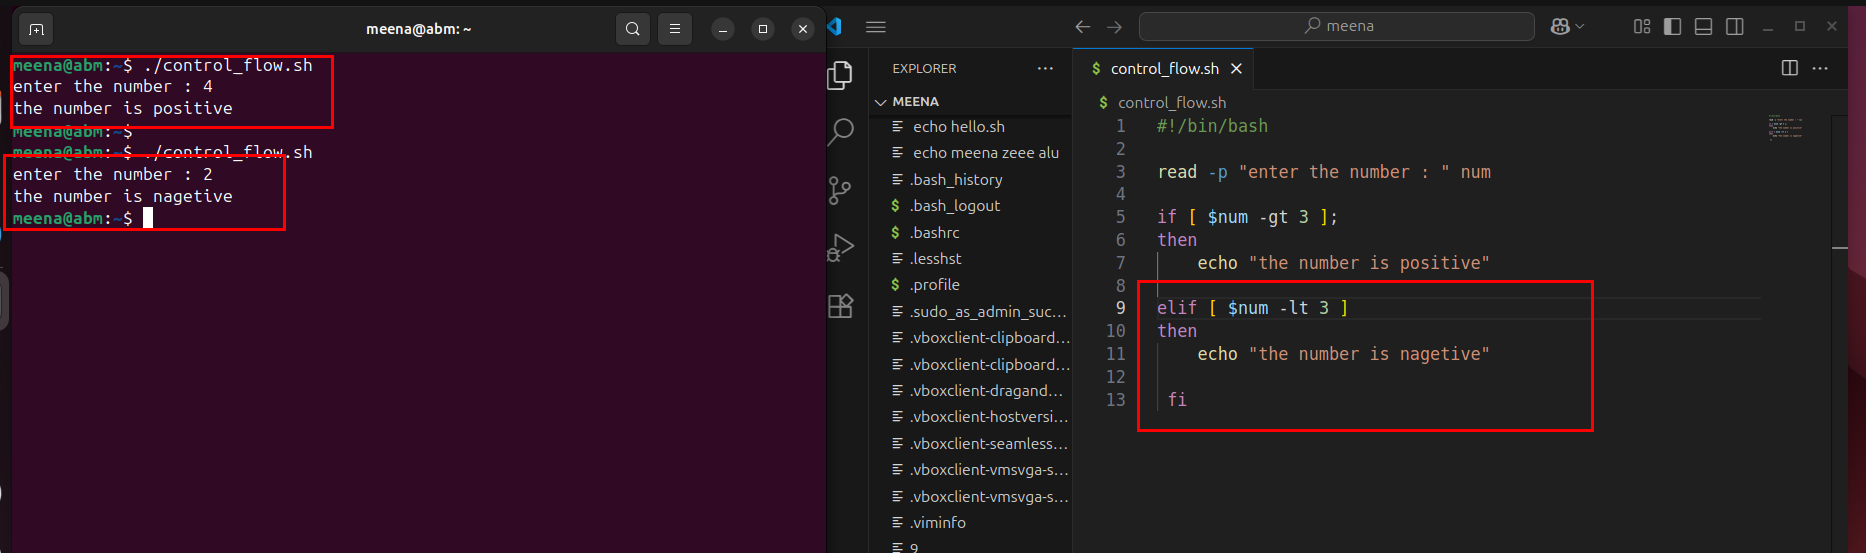 meena@abm: ~
meena@abm:~$ ./control_flow.sh
enter the number : 4
the number is positive
meena@abm:~$
meena@abm:~$ ./control_flow.sh
enter the number : 2
the number is nagetive
meena@abm:~$
meena
EXPLORER
MEENA
echo hello.sh
echo meena zeee alu
.bash_history
$ .bash_logout
$ .bashrc
.lesshst
$ .profile
.sudo_as_admin_suc...
.vboxclient-clipboard...
.vboxclient-clipboard...
.vboxclient-dragand...
.vboxclient-hostversi...
.vboxclient-seamless...
.vboxclient-vmsvga-s...
.vboxclient-vmsvga-s...
.viminfo
9
$ control_flow.sh
$ control_flow.sh
1 #!/bin/bash
2
3 read -p "enter the number : " num
4
5 if [ $num -gt 3 ];
6 then
7 echo "the number is positive"
8
9 elif [ $num -lt 3 ]
10 then
11 echo "the number is nagetive"
12
13 fi